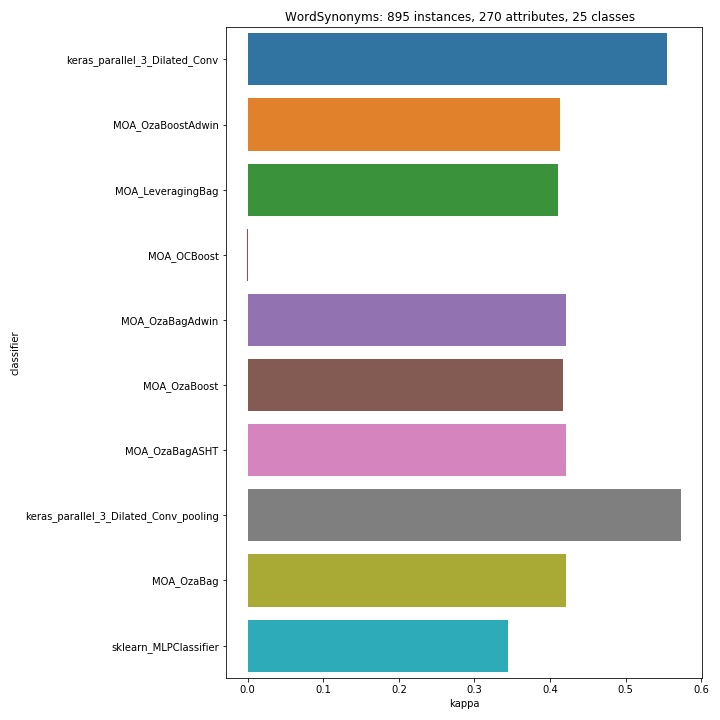 WordSynonyms: 895 instances, 270 attributes, 25 classes
classifier
keras_parallel_3_Dilated_Conv
MOA_OzaBoostAdwin
MOA_LeveragingBag
MOA_OCBoost
MOA_OzaBagAdwin
MOA_OzaBoost
MOA_OzaBagASHT
keras_parallel_3_Dilated_Conv_pooling
MOA_OzaBag
sklearn_MLPClassifier
0.0 0.1 0.2 0.3 0.4 0.5 0.6
kappa